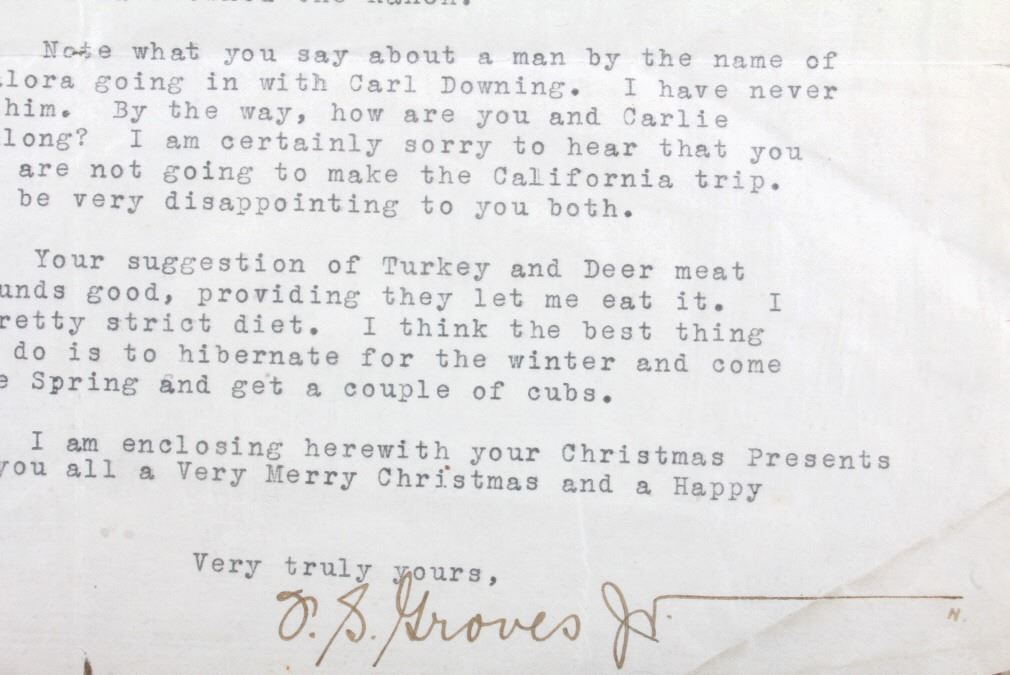 the
Note what you say about a man by the name of
lora going in with Carl Downing. I have never
him. By the way, how are you and Carlie
long? I am certainly sorry to hear that you
are not going to make the California trip.
be very disappointing to you both.
Your suggestion of Turkey and Deer meat
unds good, providing they let me eat it. I
retty strict diet. I think the best thing
do is to hibernate for the winter and come
e Spring and get a couple of cubs.
I am enclosing herewith your Christmas Presents
you all a Very Merry Christmas and a Happy
Very truly yours,
S. Groves Jr.